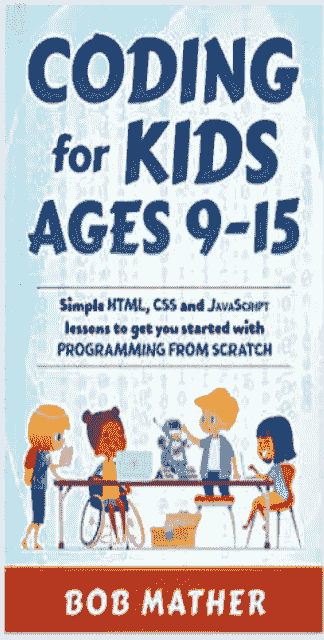 CODING
for KIDS
AGES 9-15
Simple HTML, CSS and JAVASCRIPT
lessons to get you started with
PROGRAMMING FROM SCRATCH
BOB MATHER